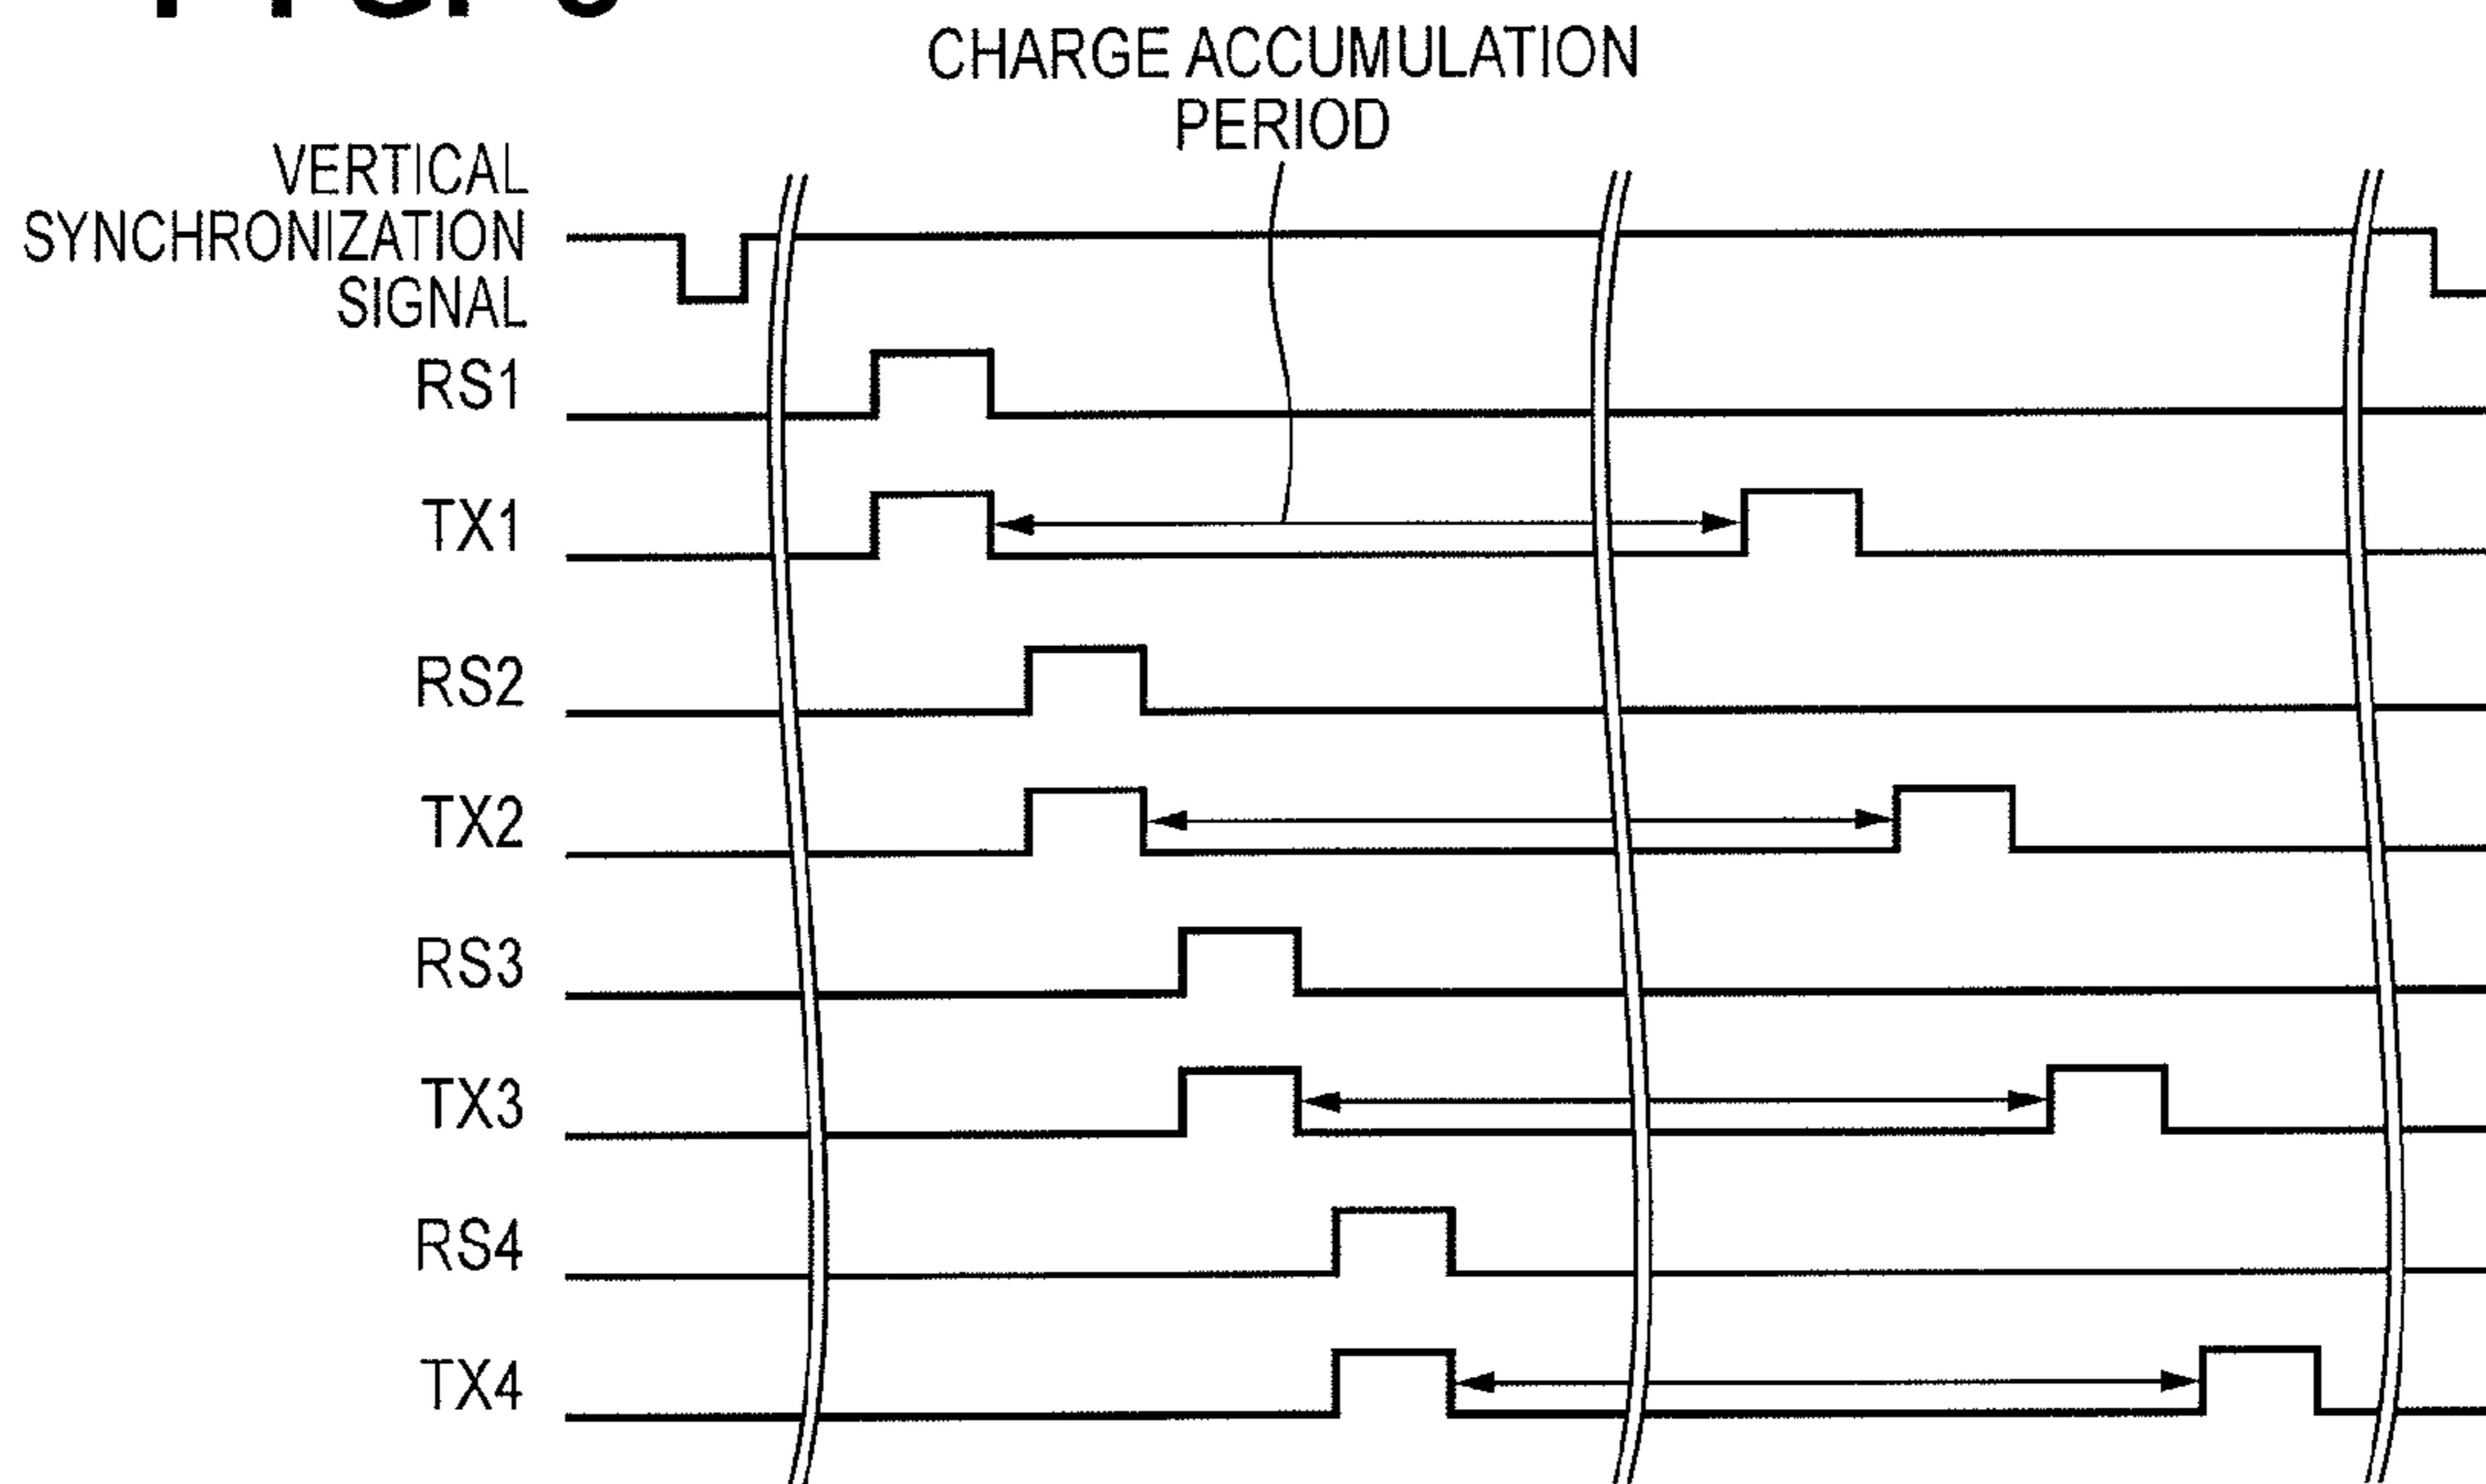 CHARGE ACCUMULATION
PERIOD
VERTICAL
SYNCHRONIZATION
SIGNAL
RS1
TX1
RS2
TX2
RS3
TX3
RS4
TX4